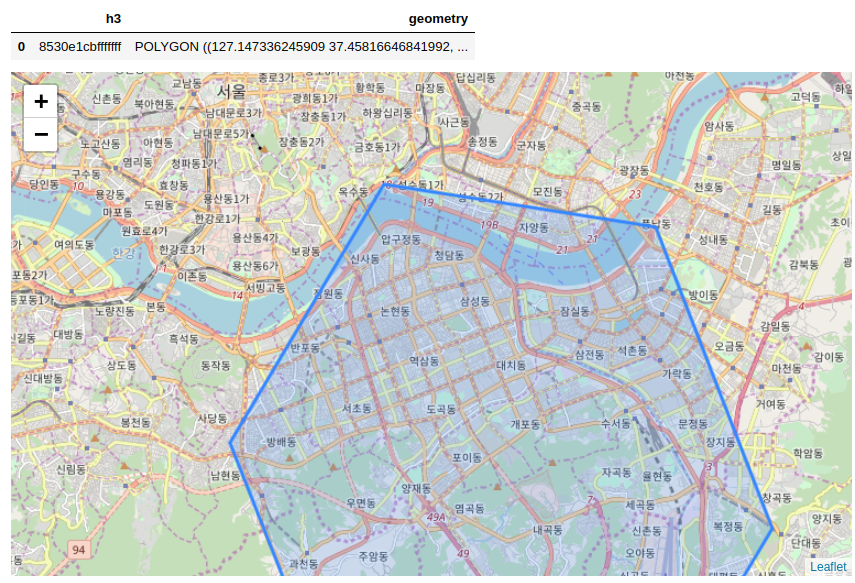 h3 geometry
0 8530e1cbfffffff POLYGON ((127.147336245909 37.45816646841992, ...
+
−
서울
종로3가
황학동
마장동
답십리동
아천동
교남동
신촌동
북아현동
광희동1가
중곡동
고덕동
남대문로3가
장충동1가
하왕십리동
사근동
암사동
남대문로5가
장충동2가
송정동
군자동
노고산동
아현동
금호동1가
염리동
청파동1가
광장동
명일동
상일
구수동
당인동
10
용강동
효창동
옥수동
성수동1가
성수동2가
모진동
23
천호동
마포동
도원동
용산동1가
19
길동
한강로1가
19B
자양동
풍납동
초이
원효로4가
용산동4가
압구정동
21
21
성내동
여의도동
한강
한강로3가
보광동
신사동
청담동
용산동6가
감북동
포동2가
이촌동
서빙고동
14
잠원동
방이동
등포동1가
노량진동
본동
논현동
삼성동
잠실동
4
감일동
대방동
흑석동
반포동
삼전동
석촌동
오금동
감이동
신길동
상도동
동작동
역삼동
대치동
가락동
마천동
신대방동
서초동
도곡동
거여동
봉천동
사당동
개포동
수서동
문정동
방배동
장지동
학암동
신림동
남현동
포이동
자곡동
율현동
3
양재동
우면동
염곡동
7
세곡동
창곡동
49A
내곡동
신촌동
복정동
양지동
94
49
오야동
단대동
과천동
주암동
Leaflet